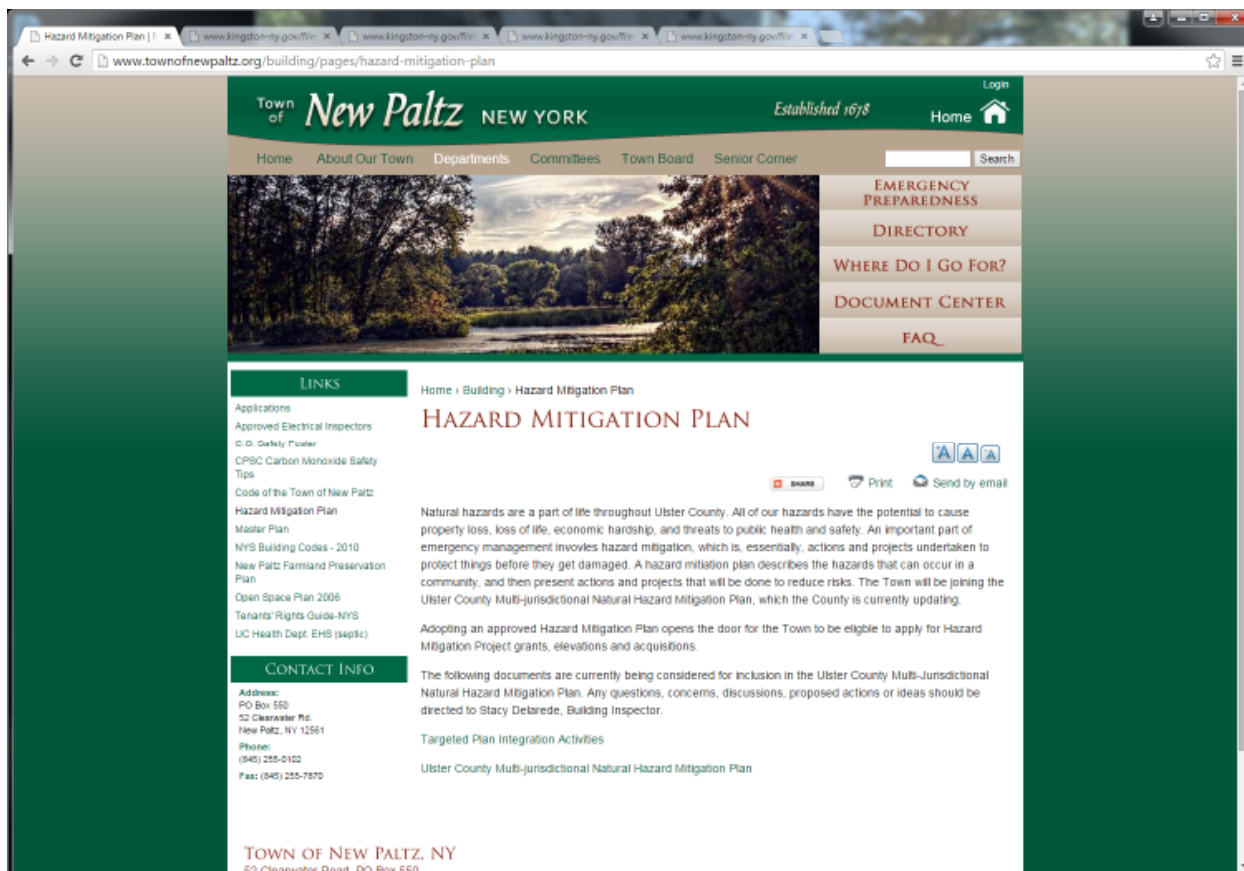 Hazard Mitigation Plan | N
www.kingston-ny.gov/file
www.kingston-ny.gov/file
www.kingston-ny.gov/file
www.kingston-ny.gov/file
www.townofnewpaltz.org/building/pages/hazard-mitigation-plan
Login
Town of New Paltz NEW YORK
Established 1678
Home
Home About Our Town Departments Committees Town Board Senior Corner Search
EMERGENCY
PREPAREDNESS
DIRECTORY
WHERE DO I GO FOR?
DOCUMENT CENTER
FAQ
LINKS
Applications
Approved Electrical Inspectors
C.O. Safety Poster
CPSC Carbon Monoxide Safety
Tips
Code of the Town of New Paltz
Hazard Mitigation Plan
Master Plan
NYS Building Codes - 2010
New Paltz Farmland Preservation
Plan
Open Space Plan 2006
Tenants' Rights Guide-NYS
UC Health Dept. EHS (septic)
CONTACT INFO
Address:
PO Box 550
52 Clearwater Rd.
New Paltz, NY 12561
Phone:
(845) 255-0102
Fax: (845) 255-7870
Home › Building › Hazard Mitigation Plan
HAZARD MITIGATION PLAN
A A A
SHARE Print Send by email
Natural hazards are a part of life throughout Ulster County. All of our hazards have the potential to cause
property loss, loss of life, economic hardship, and threats to public health and safety. An important part of
emergency management invovles hazard mitigation, which is, essentially, actions and projects undertaken to
protect things before they get damaged. A hazard mitiation plan describes the hazards that can occur in a
community, and then present actions and projects that will be done to reduce risks. The Town will be joining the
Ulster County Multi-jurisdictional Natural Hazard Mitigation Plan, which the County is currently updating.
Adopting an approved Hazard Mitigation Plan opens the door for the Town to be eligble to apply for Hazard
Mitigation Project grants, elevations and acquisitions.
The following documents are currently being considered for inclusion in the Ulster County Multi-Jurisdictional
Natural Hazard Mitigation Plan. Any questions, concerns, discussions, proposed actions or ideas should be
directed to Stacy Delarede, Building Inspector.
Targeted Plan Integration Activities
Ulster County Multi-jurisdictional Natural Hazard Mitigation Plan
TOWN OF NEW PALTZ, NY
52 Clearwater Road, PO Box 550